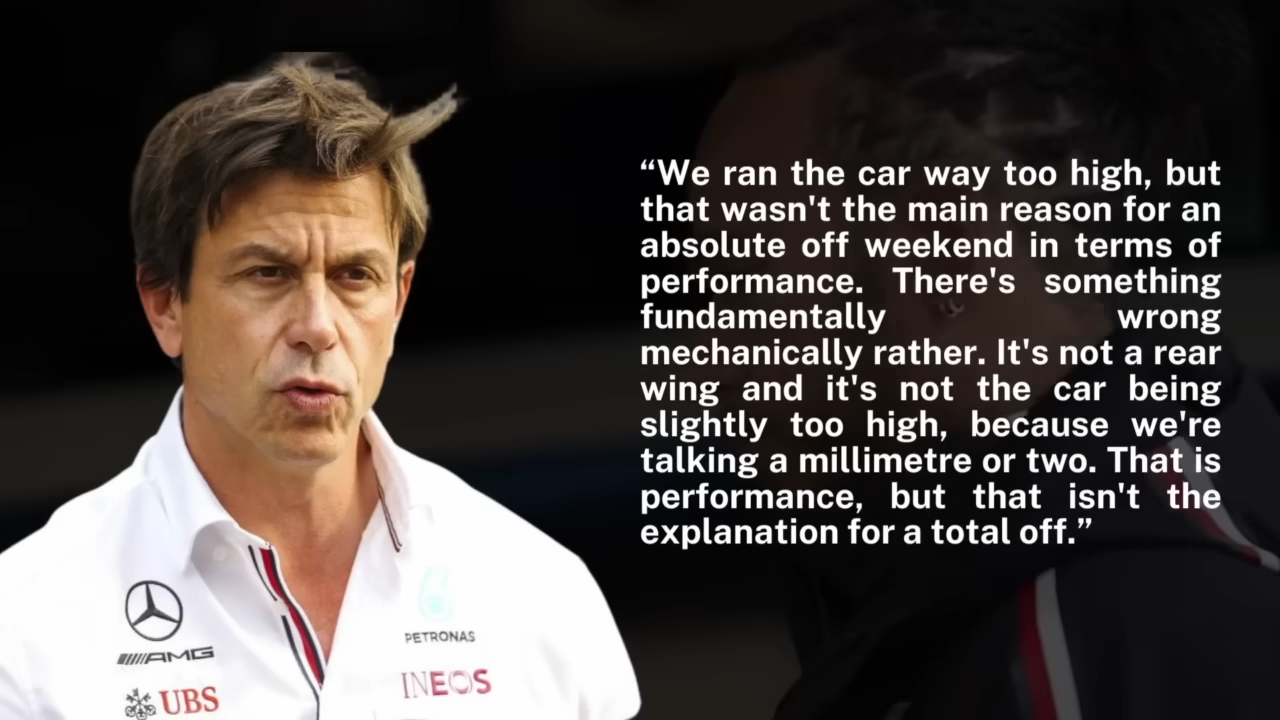 “We ran the car way too high, but
that wasn't the main reason for an
absolute off weekend in terms of
performance. There's something
fundamentally wrong
mechanically rather. It's not a rear
wing and it's not the car being
slightly too high, because we're
talking a millimetre or two. That is
performance, but that isn't the
explanation for a total off.”
AMG
PETRONAS
UBS
INEOS